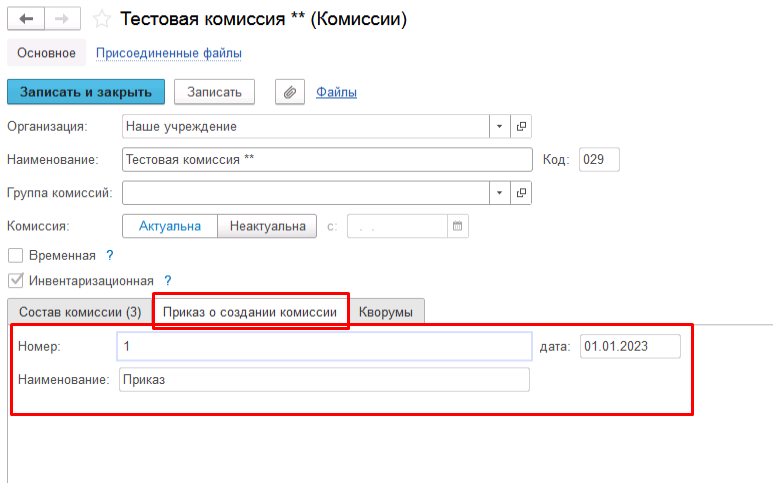 Тестовая комиссия ** (Комиссии)
Основное Присоединенные файлы
Записать и закрыть Записать Файлы
Организация: Наше учреждение
Наименование: Тестовая комиссия ** Код: 029
Группа комиссий:
Комиссия: Актуальна Неактуальна с: . .
Временная ?
Инвентаризационная ?
Состав комиссии (3) Приказ о создании комиссии Кворумы
Номер: 1 дата: 01.01.2023
Наименование: Приказ